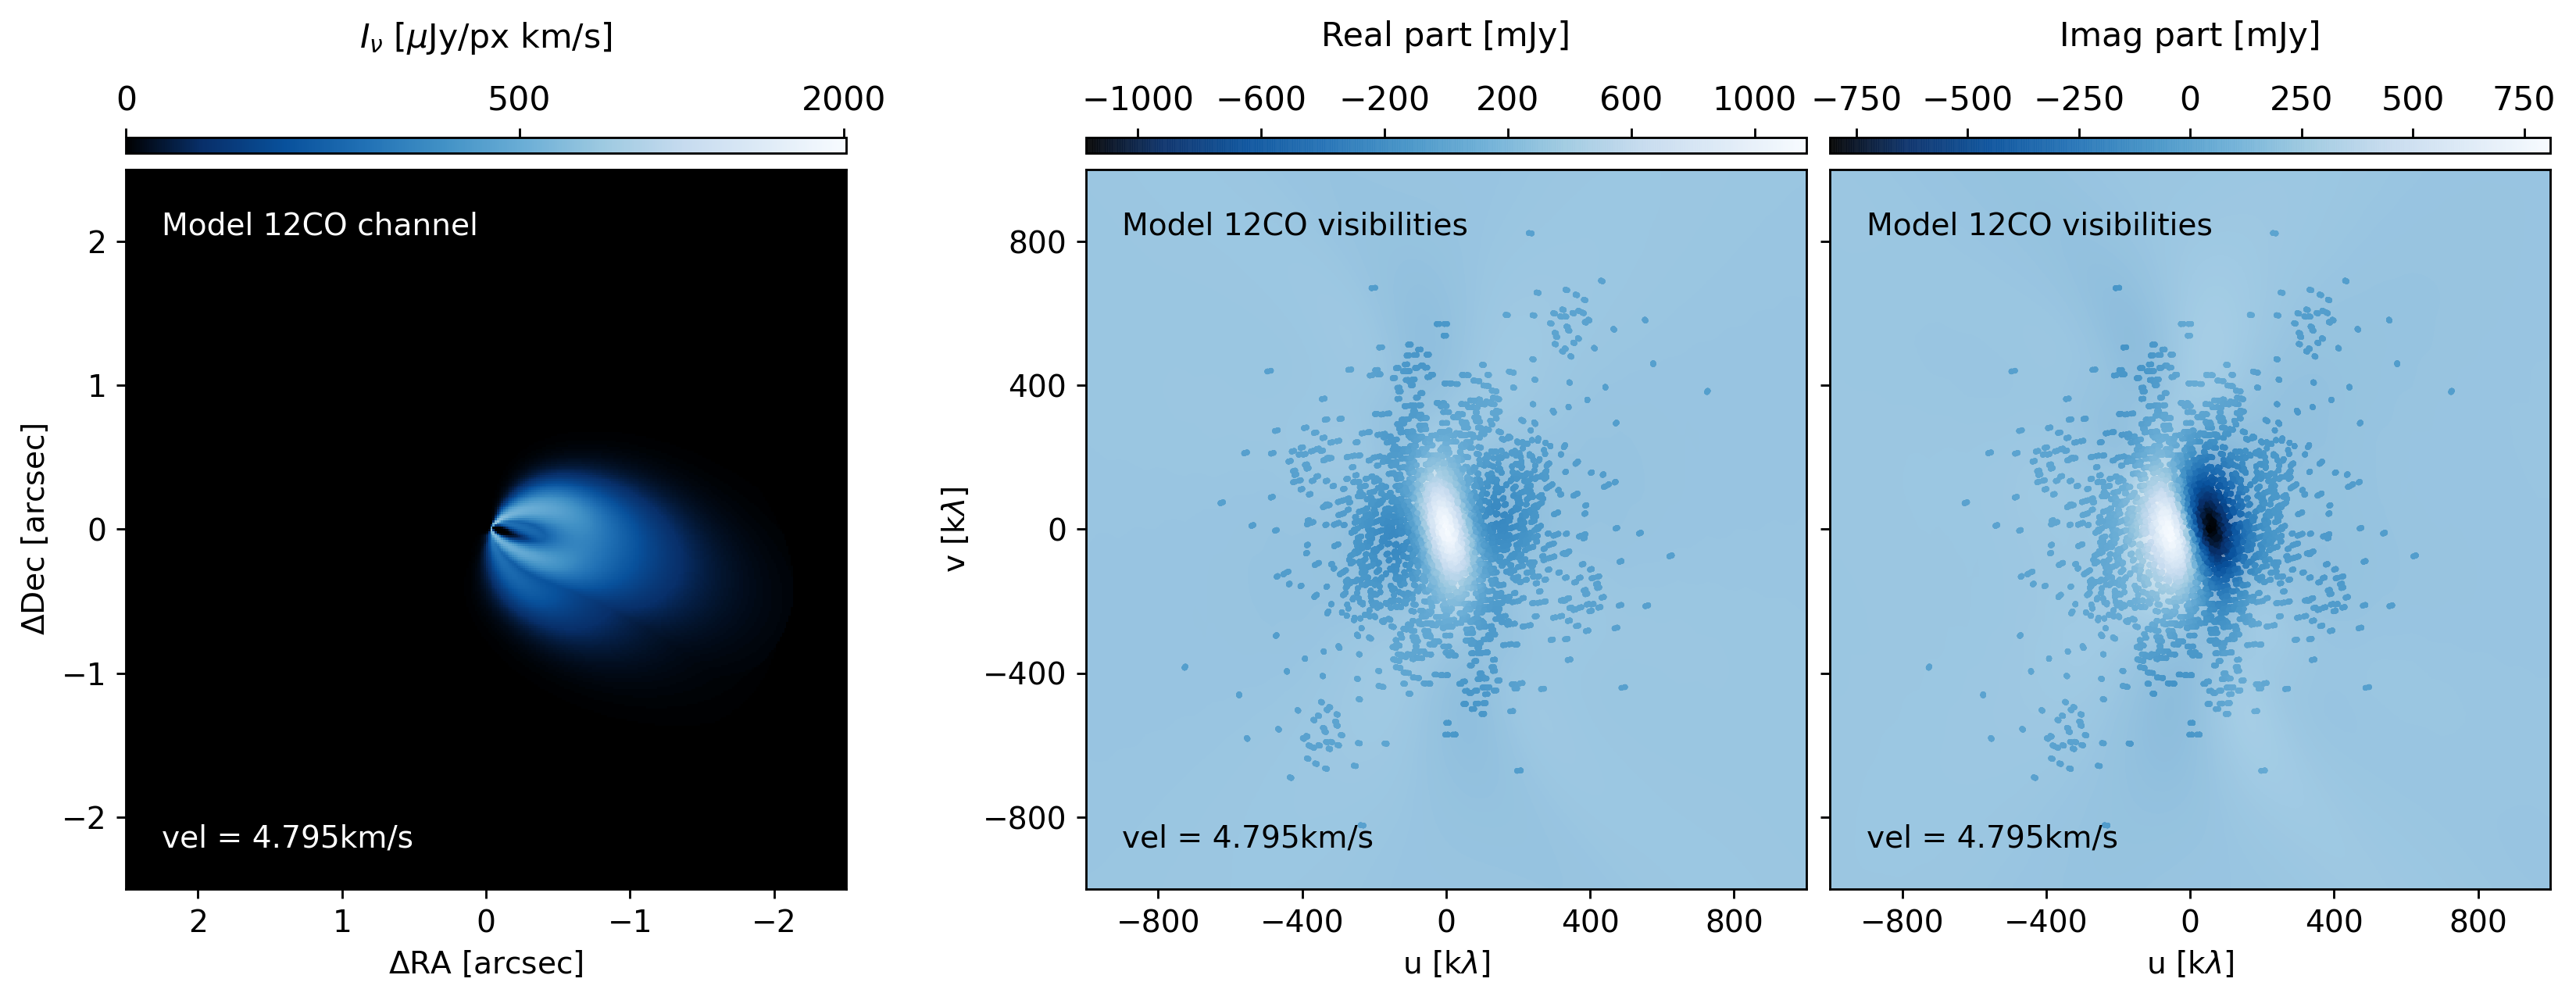 I_ν [μJy/px km/s]
0 500 2000
Model 12CO channel
vel = 4.795km/s
2
1
0
−1
−2
ΔDec [arcsec]
2 1 0 −1 −2
ΔRA [arcsec]
Real part [mJy]
−1000 −600 −200 200 600 1000
Model 12CO visibilities
vel = 4.795km/s
800
400
0
−400
−800
v [kλ]
−800 −400 0 400 800
u [kλ]
Imag part [mJy]
−750 −500 −250 0 250 500 750
Model 12CO visibilities
vel = 4.795km/s
−800 −400 0 400 800
u [kλ]